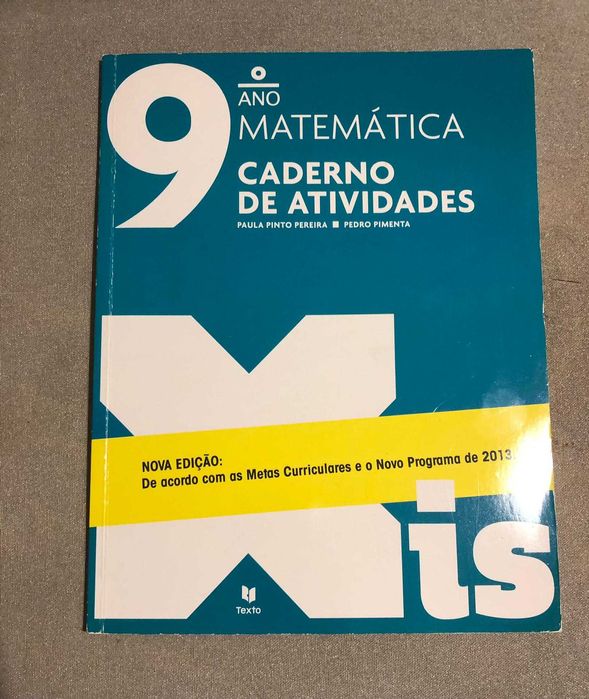 9º
ANO
MATEMÁTICA
CADERNO
DE ATIVIDADES
PAULA PINTO PEREIRA ■ PEDRO PIMENTA
NOVA EDIÇÃO:
De acordo com as Metas Curriculares e o Novo Programa de 2013.
Xis
Texto